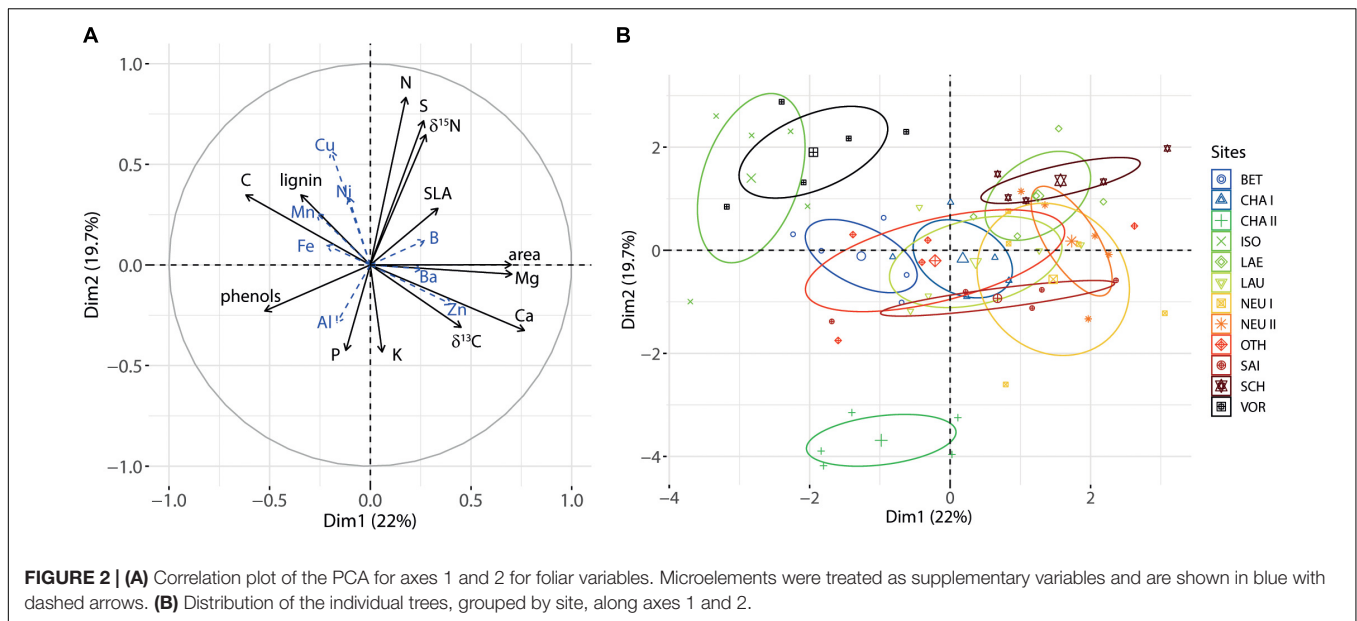 A
1.0
0.5
0.0
−0.5
−1.0
Dim2 (19.7%)
N
S
δ¹⁵N
Cu
C
lignin
Ni
Mn
SLA
Fe
B
area
Ba
Mg
phenols
Zn
Ca
Al
δ¹³C
P
K
−1.0 −0.5 0.0 0.5 1.0
Dim1 (22%)
B
2
0
−2
−4
Dim2 (19.7%)
−4 −2 0 2
Dim1 (22%)
Sites
BET
CHA I
CHA II
ISO
LAE
LAU
NEU I
NEU II
OTH
SAI
SCH
VOR
FIGURE 2 | (A) Correlation plot of the PCA for axes 1 and 2 for foliar variables. Microelements were treated as supplementary variables and are shown in blue with
dashed arrows. (B) Distribution of the individual trees, grouped by site, along axes 1 and 2.